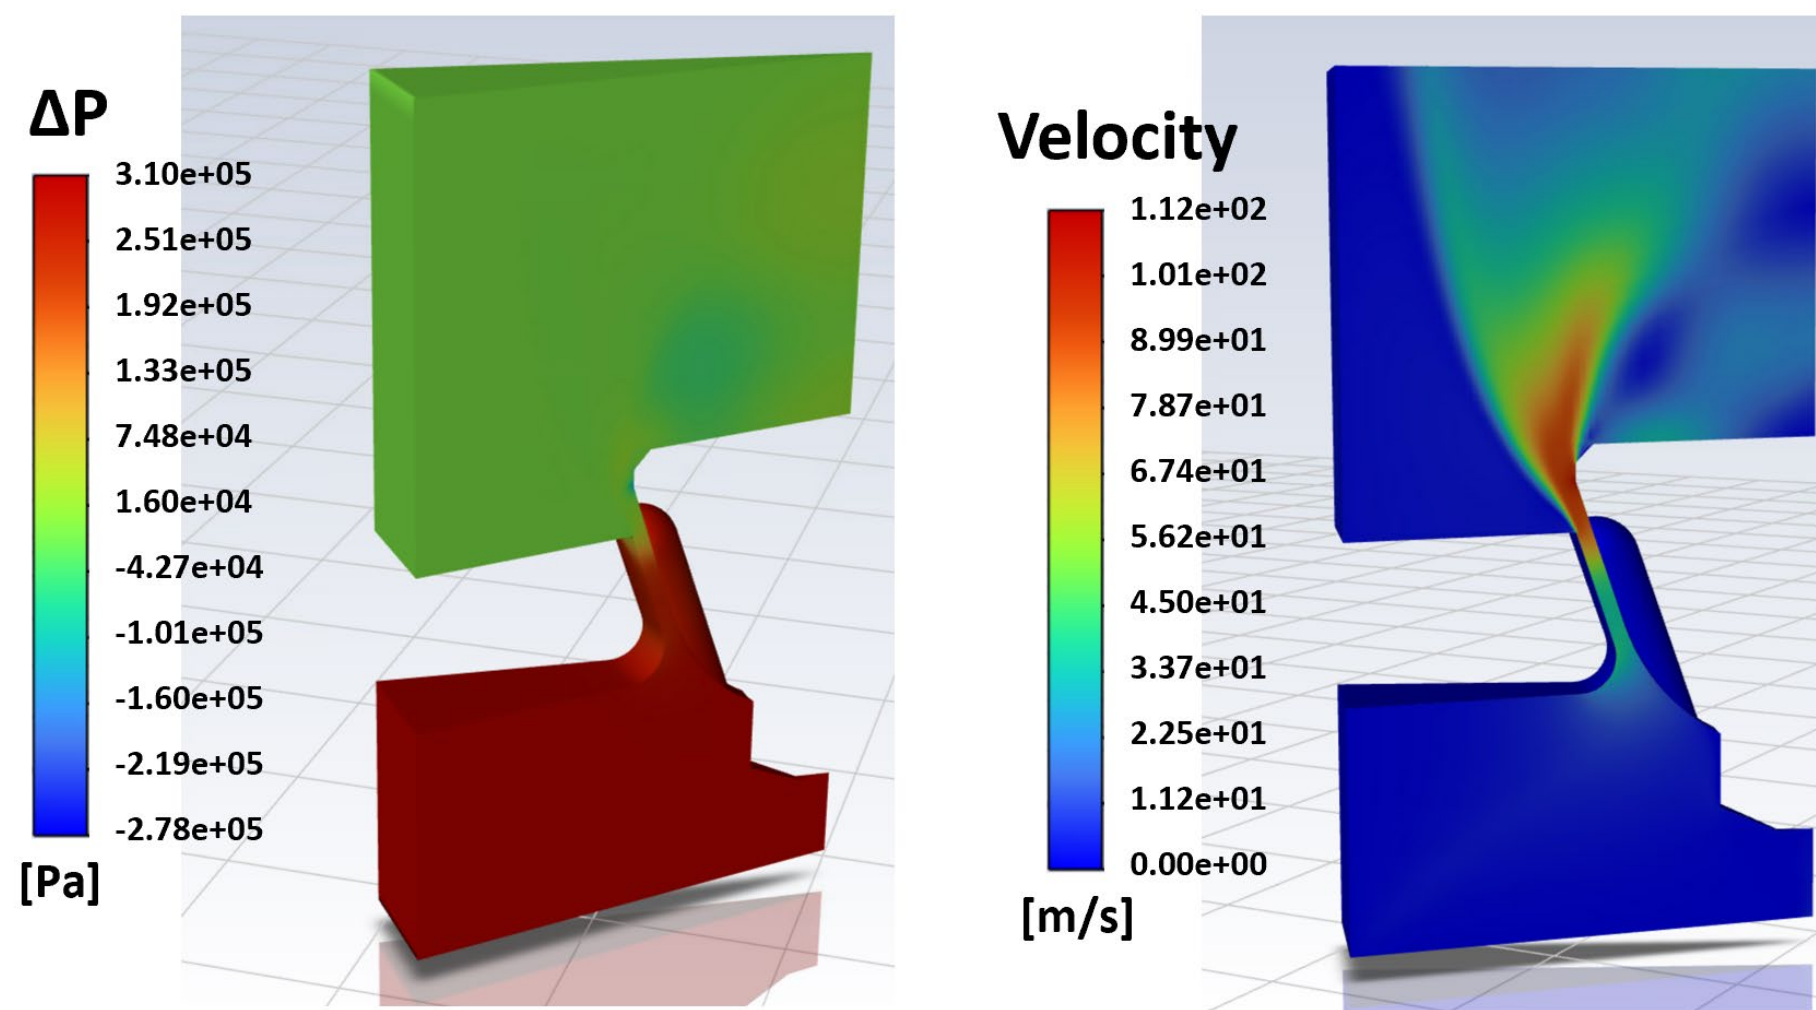 ΔP
3.10e+05
2.51e+05
1.92e+05
1.33e+05
7.48e+04
1.60e+04
-4.27e+04
-1.01e+05
-1.60e+05
-2.19e+05
-2.78e+05
[Pa]
Velocity
1.12e+02
1.01e+02
8.99e+01
7.87e+01
6.74e+01
5.62e+01
4.50e+01
3.37e+01
2.25e+01
1.12e+01
0.00e+00
[m/s]